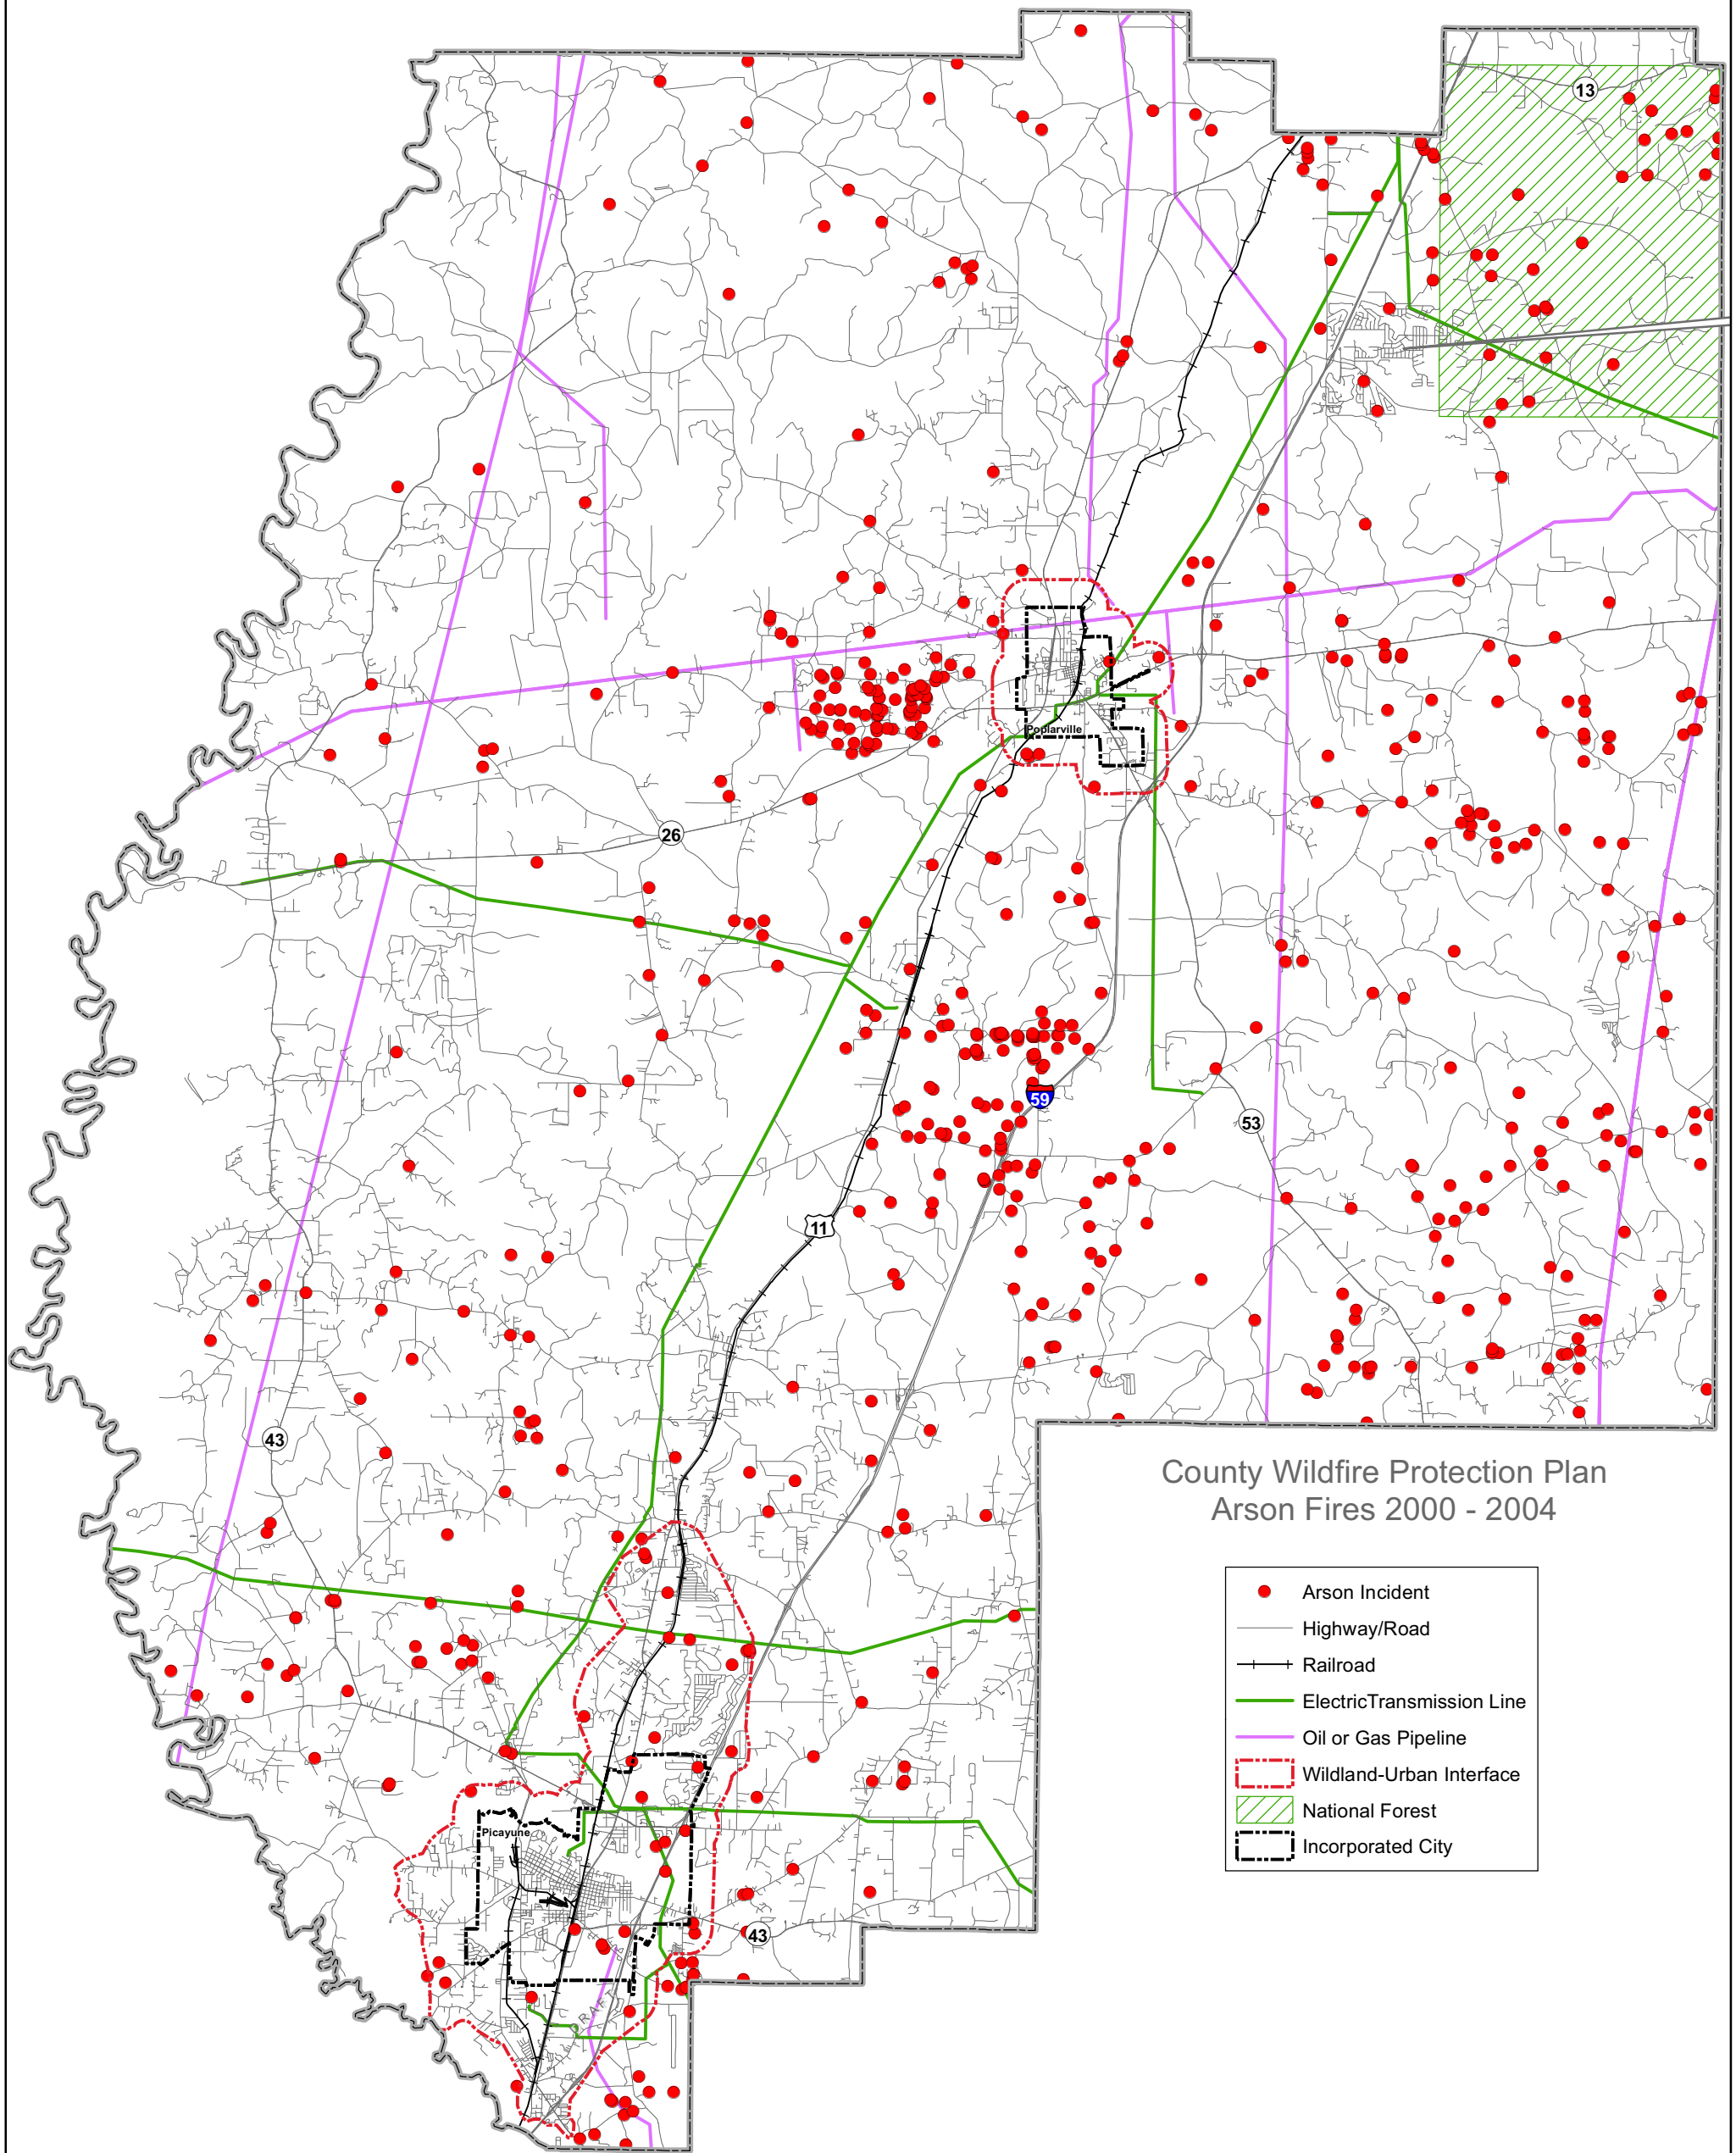 13
Poplarville
26
59
53
11
43
County Wildfire Protection Plan
Arson Fires 2000 - 2004
Arson Incident
Highway/Road
Railroad
ElectricTransmission Line
Oil or Gas Pipeline
Wildland-Urban Interface
National Forest
Incorporated City
Picayune
43